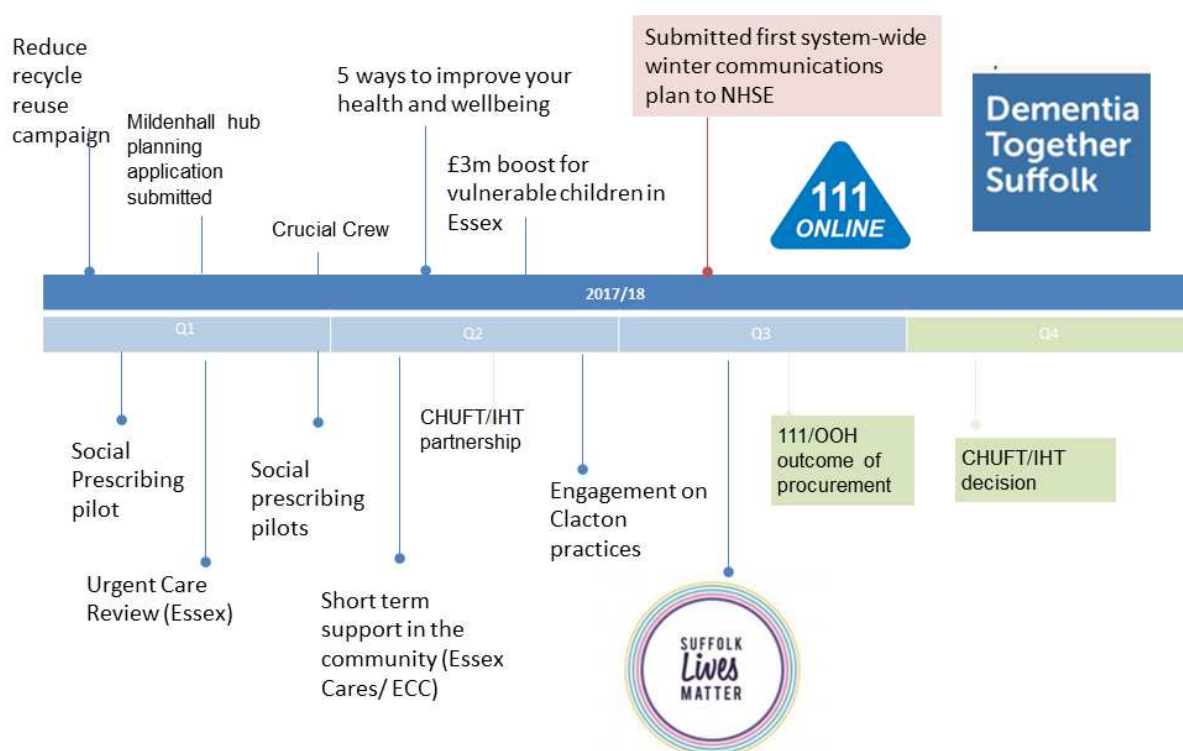 Reduce
recycle
reuse
campaign
Mildenhall hub
planning
application
submitted
Crucial Crew
5 ways to improve your
health and wellbeing
£3m boost for
vulnerable children in
Essex
Submitted first system-wide
winter communications
plan to NHSE
111
ONLINE
Dementia
Together
Suffolk
2017/18
Q1
Q2
Q3
Q4
Social
Prescribing
pilot
Urgent Care
Review (Essex)
Social
prescribing
pilots
Short term
support in the
community (Essex
Cares/ ECC)
CHUFT/IHT
partnership
Engagement on
Clacton
practices
SUFFOLK
Lives
MATTER
111/OOH
outcome of
procurement
CHUFT/IHT
decision